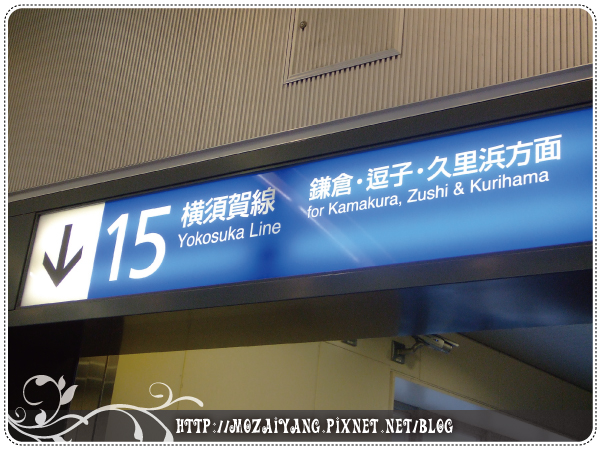 15
横須賀線
Yokosuka Line
鎌倉・逗子・久里浜方面
for Kamakura, Zushi & Kurihama
HTTP://MOZAIYANG.PIXNET.NET/BLOG